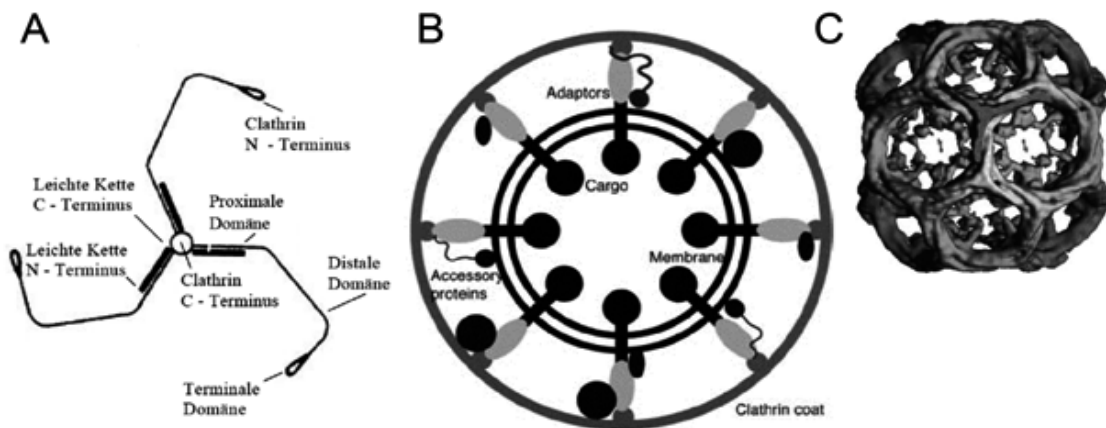 A
Clathrin
N - Terminus
Leichte Kette
C - Terminus
Proximale
Domäne
Leichte Kette
N - Terminus
Clathrin
C - Terminus
Distale
Domäne
Terminale
Domäne
B
Adaptors
Cargo
Membrane
Accessory
proteins
Clathrin coat
C